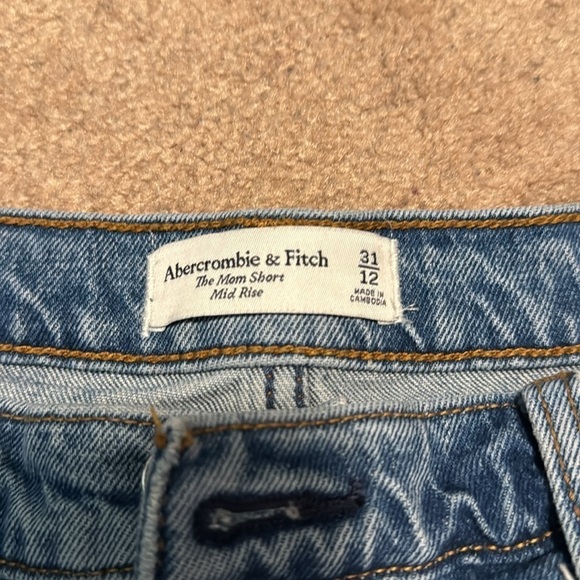 Abercrombie & Fitch
The Mom Short
Mid Rise
31
12
MADE IN
CAMBODIA